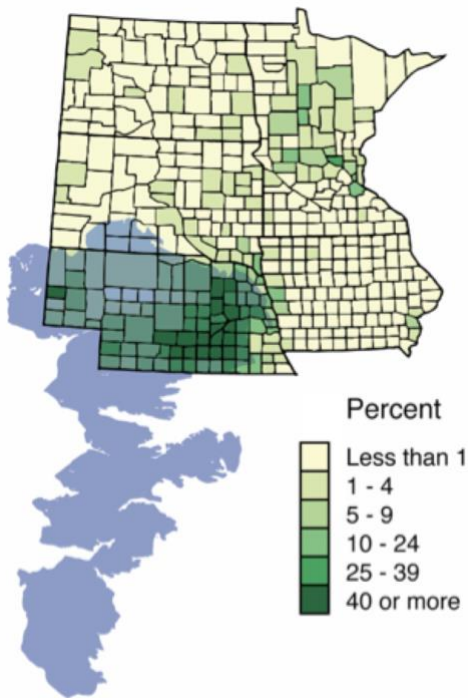 Percent
Less than 1
1 - 4
5 - 9
10 - 24
25 - 39
40 or more